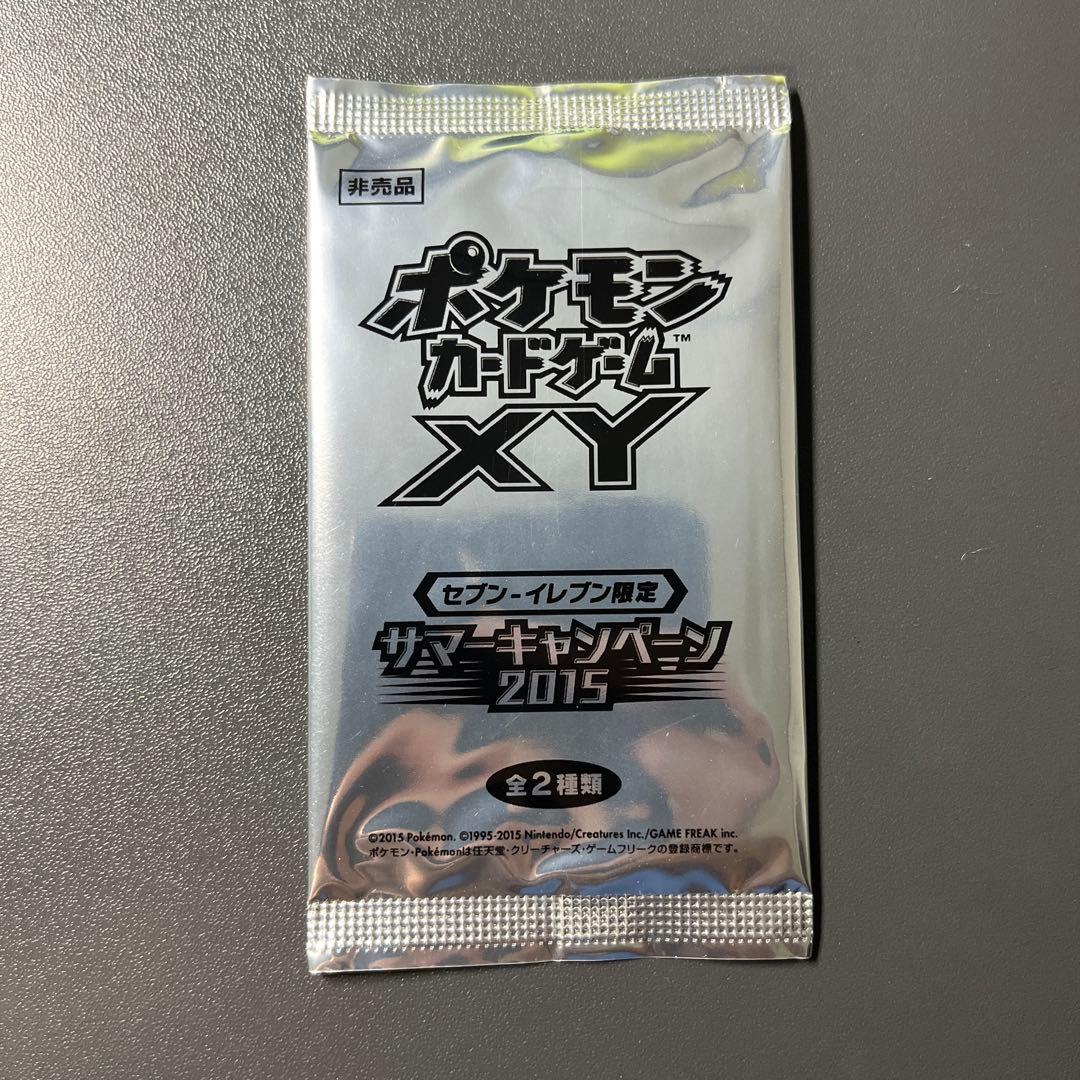 非売品
ポケモン
カードゲーム™
XY
セブン-イレブン限定
サマーキャンペーン
2015
全2種類
©2015 Pokémon. ©1995-2015 Nintendo/Creatures Inc./GAME FREAK inc.
ポケモン・Pokémonは任天堂・クリーチャーズ・ゲームフリークの登録商標です。